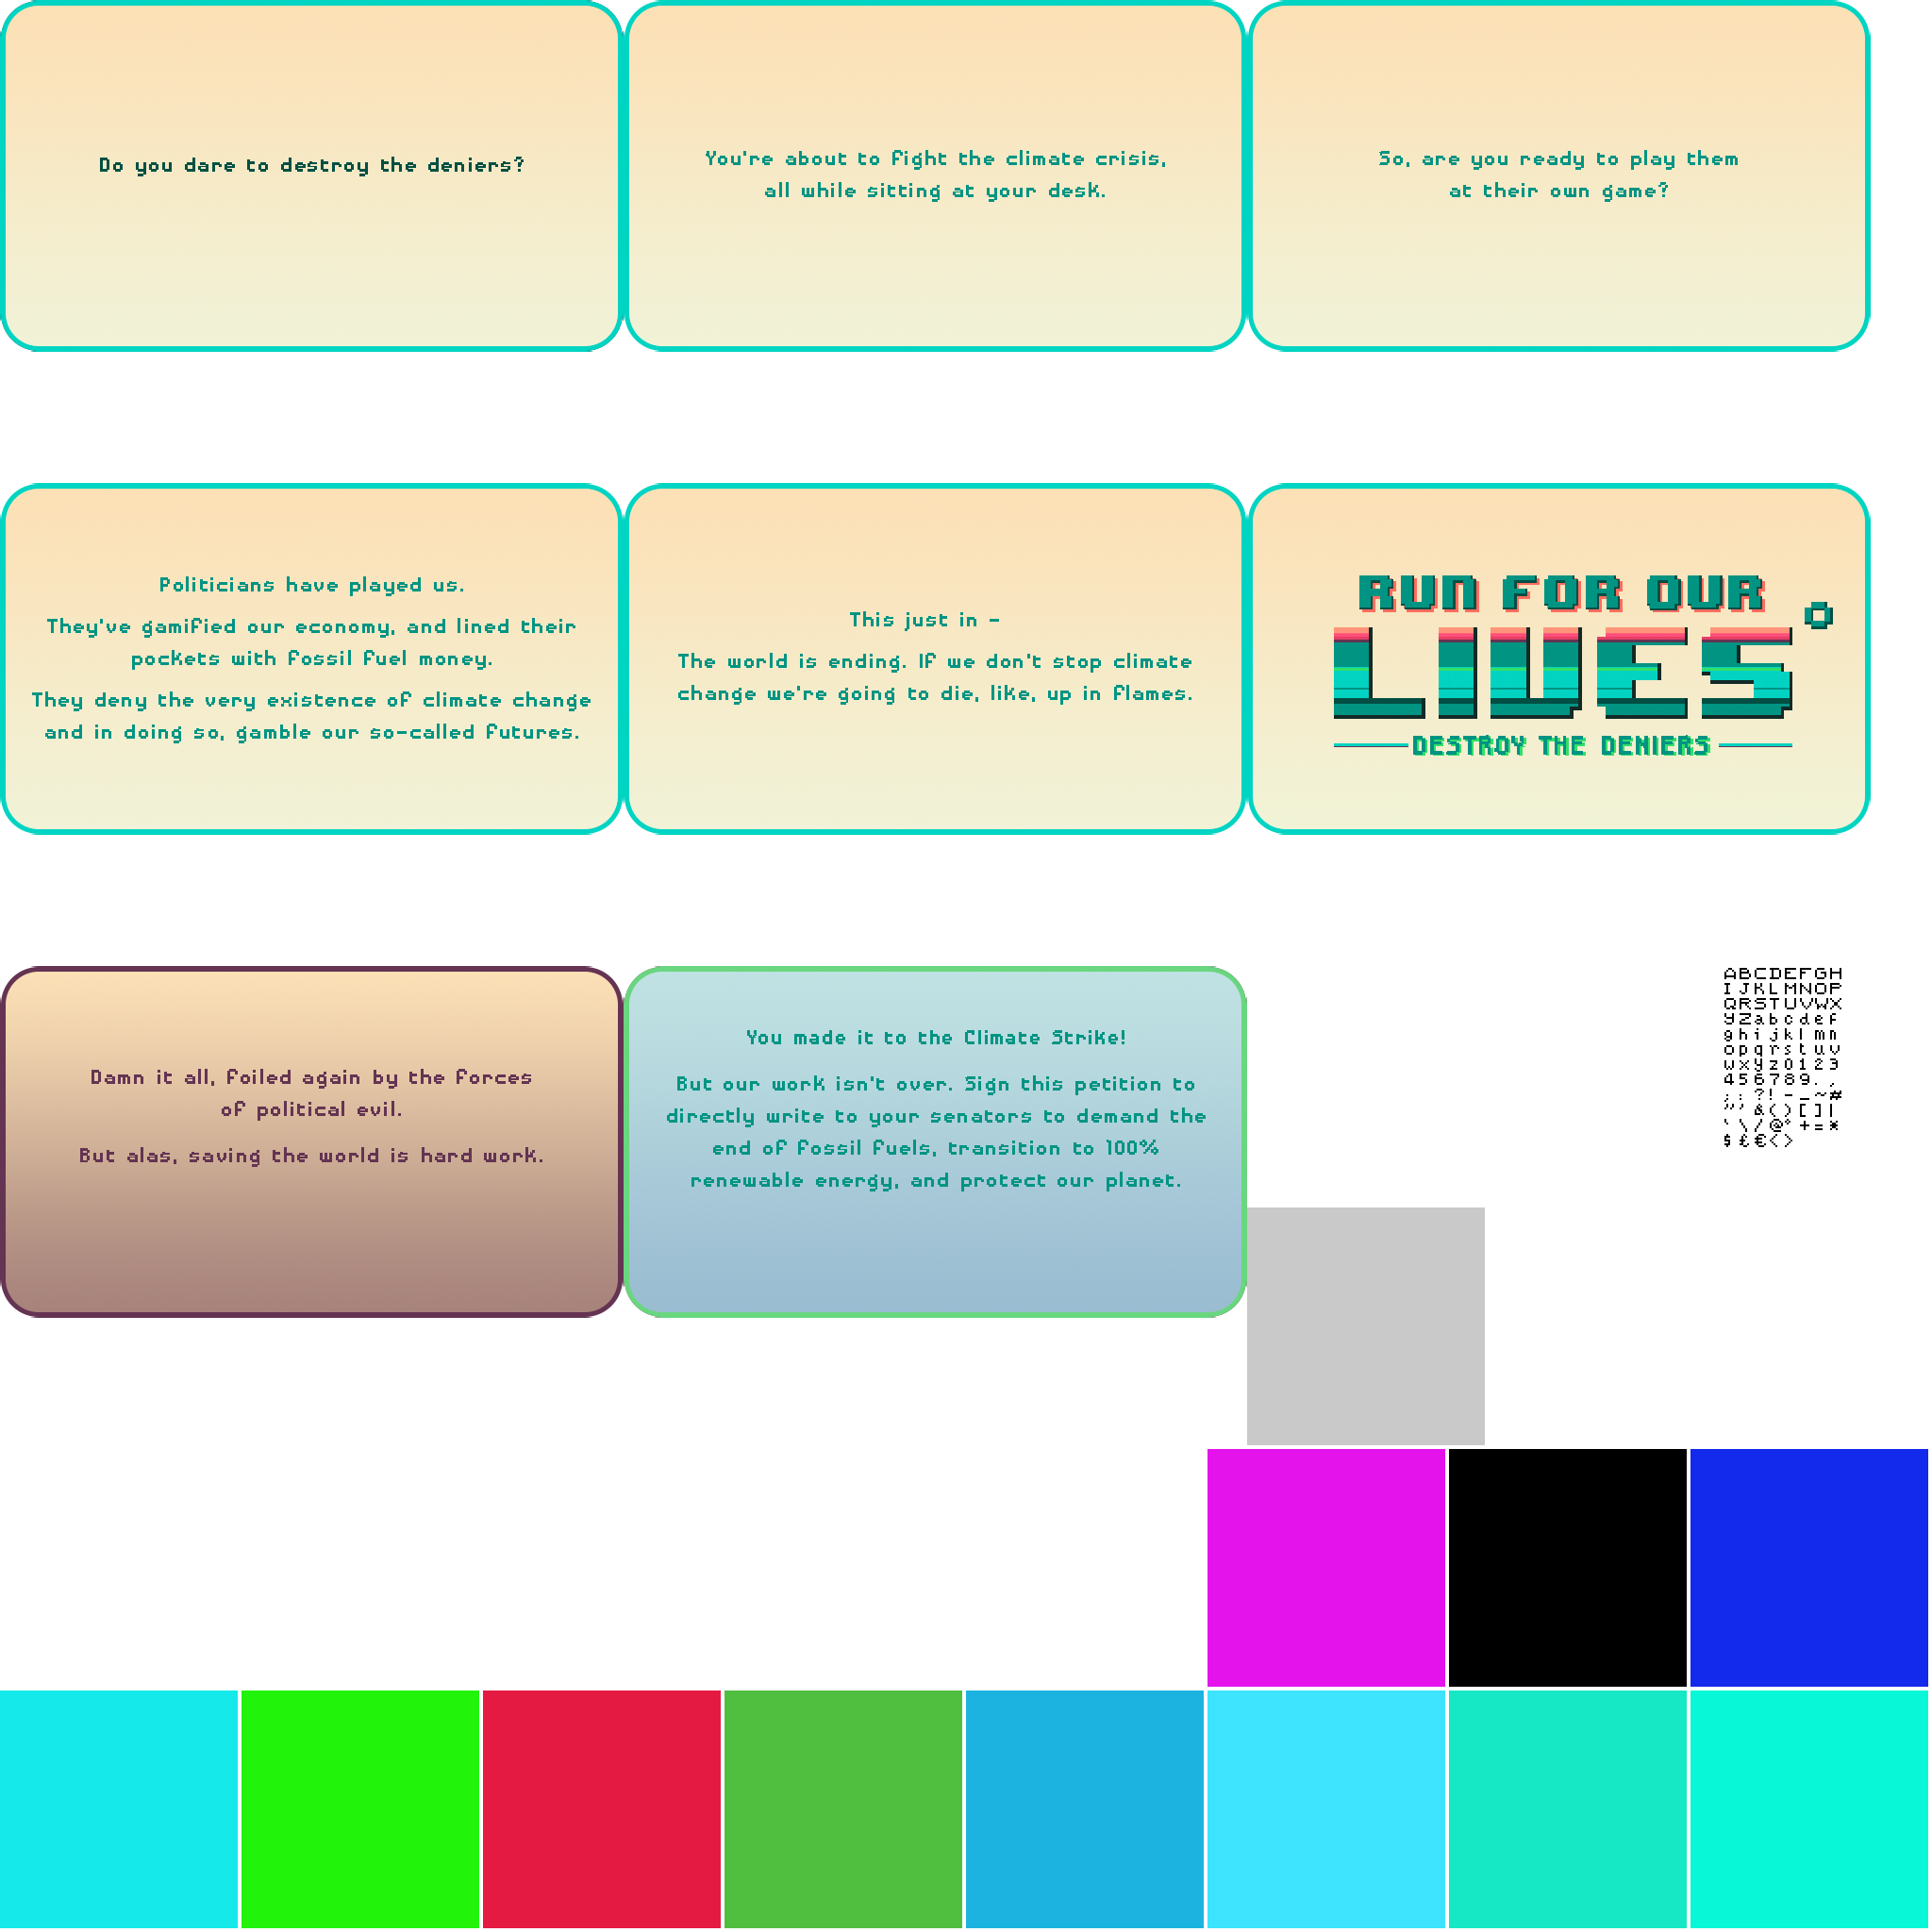 Do you dare to destroy the deniers?
You're about to fight the climate crisis,
all while sitting at your desk.
So, are you ready to play them
at their own game?
Politicians have played us.
They've gamified our economy, and lined their
pockets with fossil fuel money.
They deny the very existence of climate change
and in doing so, gamble our so-called futures.
This just in -
The world is ending. If we don't stop climate
change we're going to die, like, up in flames.
RUN FOR OUR
LIVES°
DESTROY THE DENIERS
Damn it all, foiled again by the forces
of political evil.
But alas, saving the world is hard work.
You made it to the Climate Strike!
But our work isn't over. Sign this petition to
directly write to your senators to demand the
end of fossil fuels, transition to 100%
renewable energy, and protect our planet.
ABCDEFGH
IJKLMNOP
QRSTUVWX
YZabcdef
ghijklmn
opqrstuv
wxyz0123
456789.,
;:?!-_~#
"'&()[]|
`\/@°+=*
$£€<>